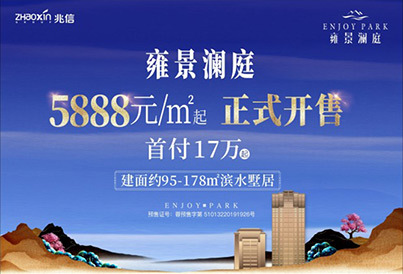 ZHAOXIN 兆信
ENJOY PARK
雍景澜庭
雍景澜庭
5888元/㎡起 正式开售
首付17万起
建面约95-178㎡滨水墅居
ENJOY●PARK
预售证号：蓉预售字第 51013220191926号